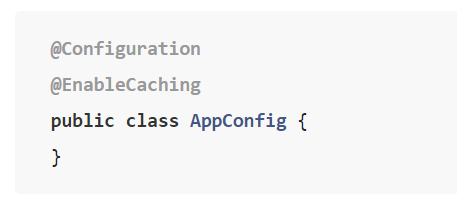 @Configuration
@EnableCaching
public class AppConfig {
}